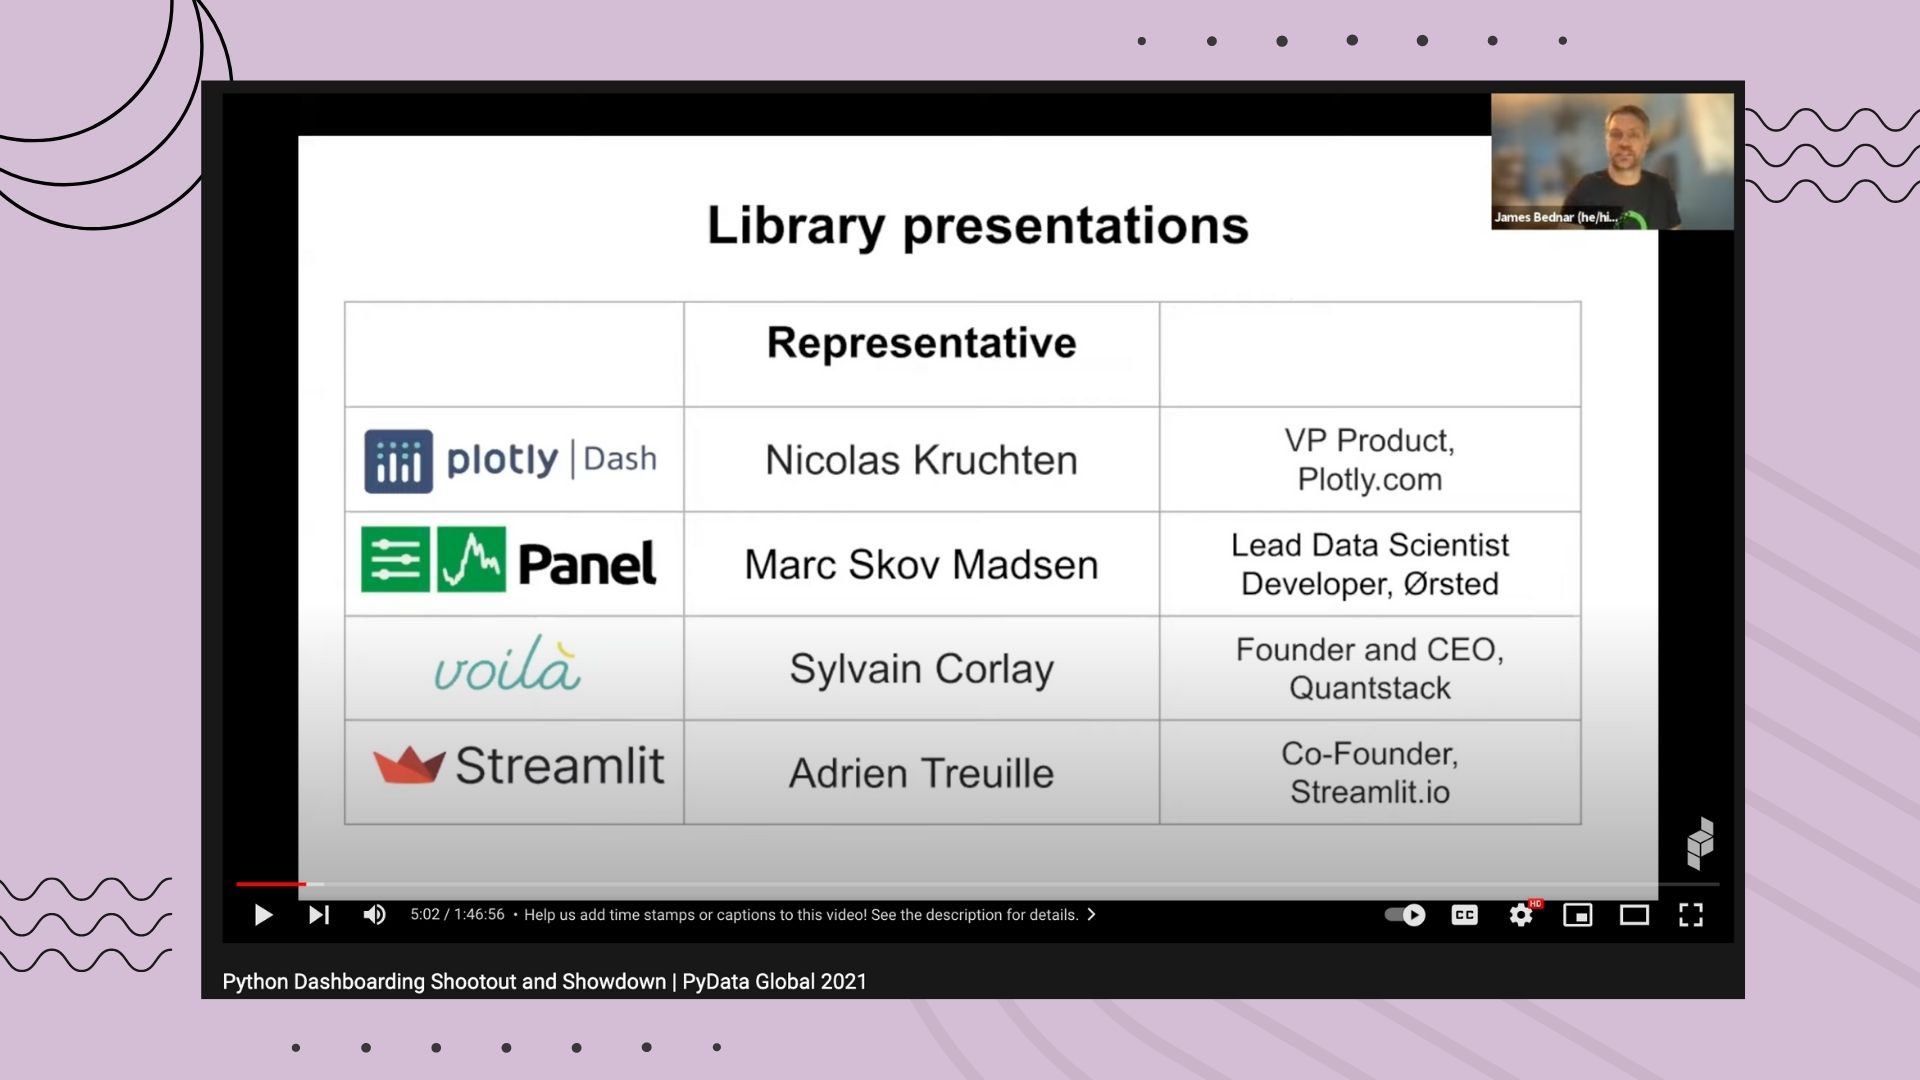 James Bednar (he/hi...
Library presentations
Representative
plotly | Dash
Nicolas Kruchten
VP Product,
Plotly.com
Panel
Marc Skov Madsen
Lead Data Scientist
Developer, Ørsted
voilà
Sylvain Corlay
Founder and CEO,
Quantstack
Streamlit
Adrien Treuille
Co-Founder,
Streamlit.io
5:02 / 1:46:56 • Help us add time stamps or captions to this video! See the description for details.
CC
HD
Python Dashboarding Shootout and Showdown | PyData Global 2021